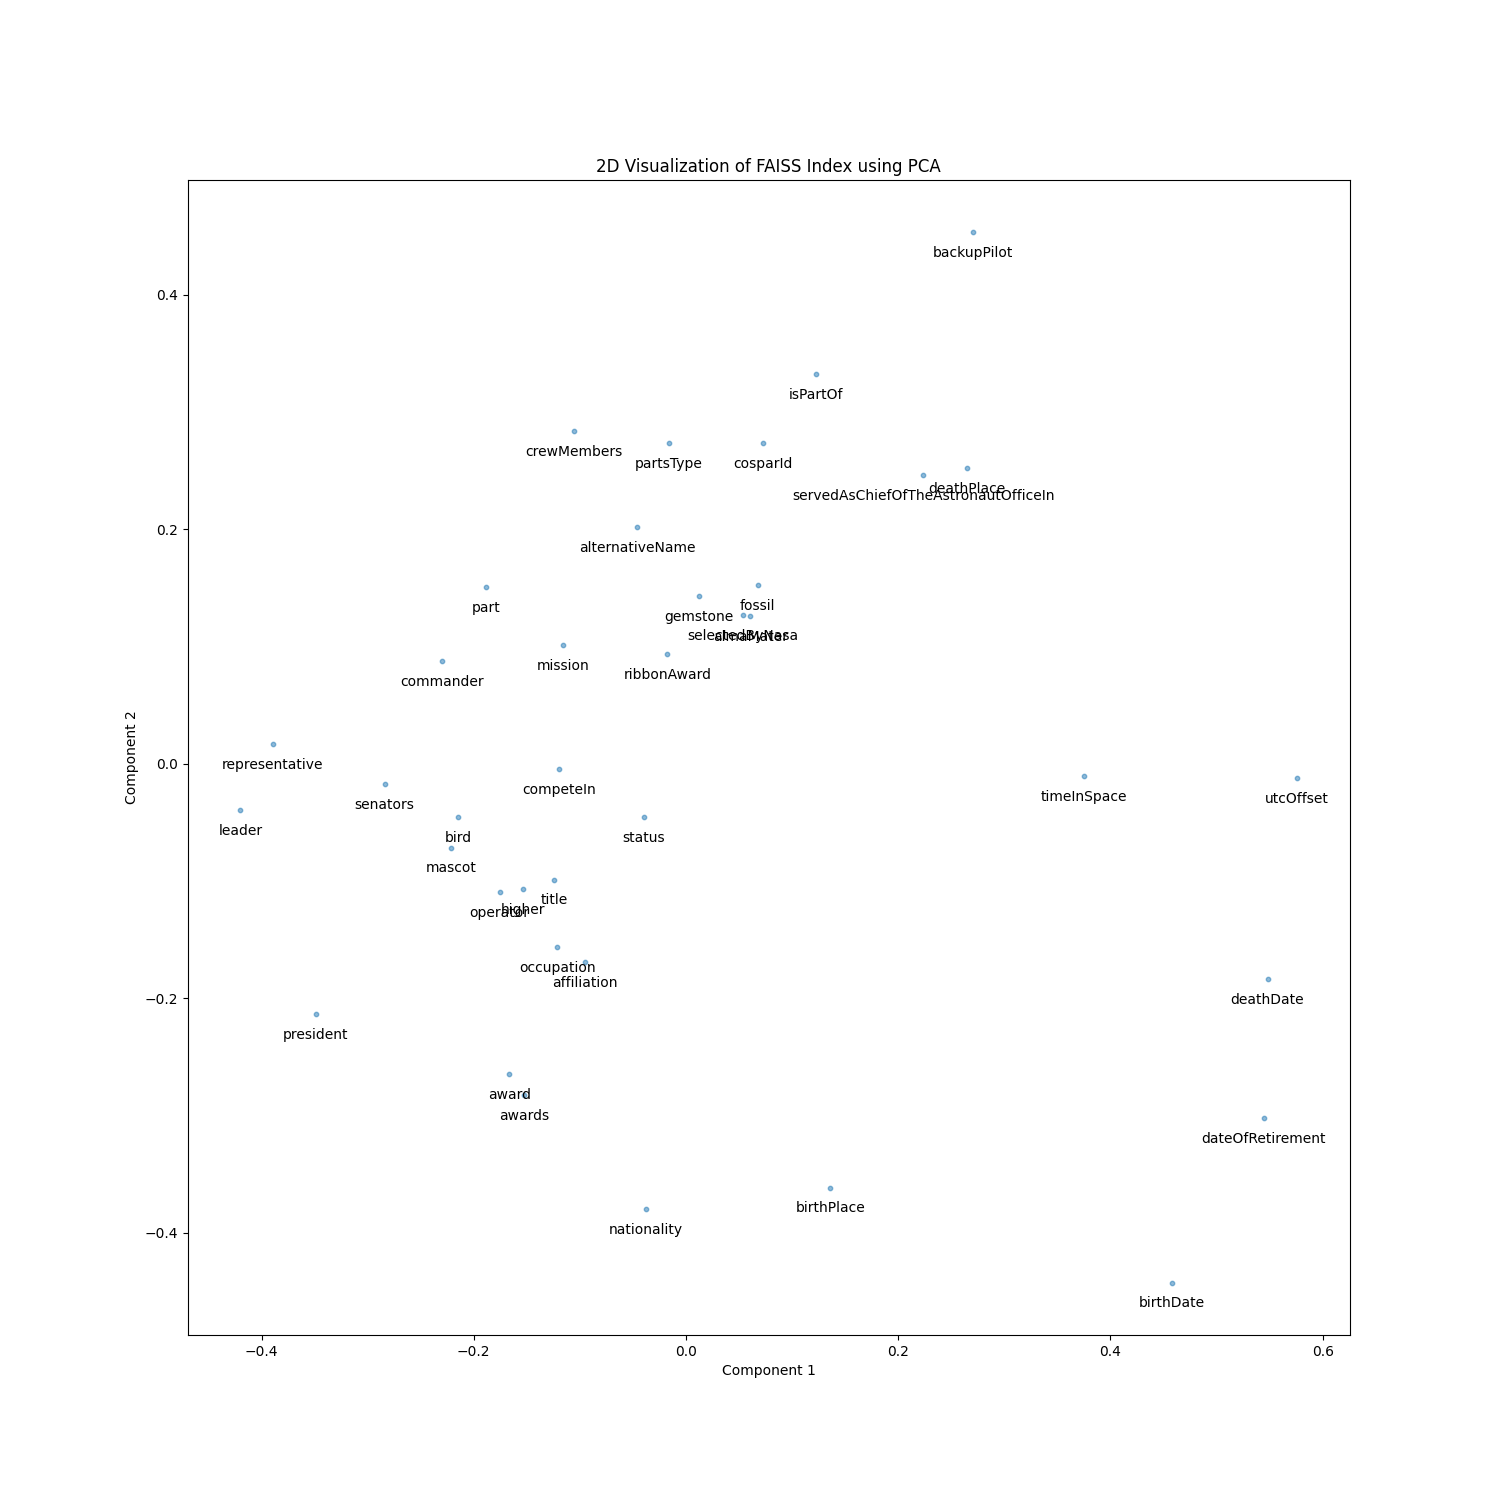 2D Visualization of FAISS Index using PCA
backupPilot
0.4
isPartOf
crewMembers
partsType
cosparId
deathPlace
servedAsChiefOfTheAstronautOfficeIn
0.2
alternativeName
part
fossil
gemstone
selectedByNasa
almaMater
mission
ribbonAward
commander
Component 2
0.0
representative
competeIn
timeInSpace
utcOffset
senators
leader
bird
status
mascot
title
higher
operator
occupation
affiliation
−0.2
deathDate
president
award
awards
dateOfRetirement
birthPlace
nationality
−0.4
birthDate
−0.4
−0.2
0.0
0.2
0.4
0.6
Component 1